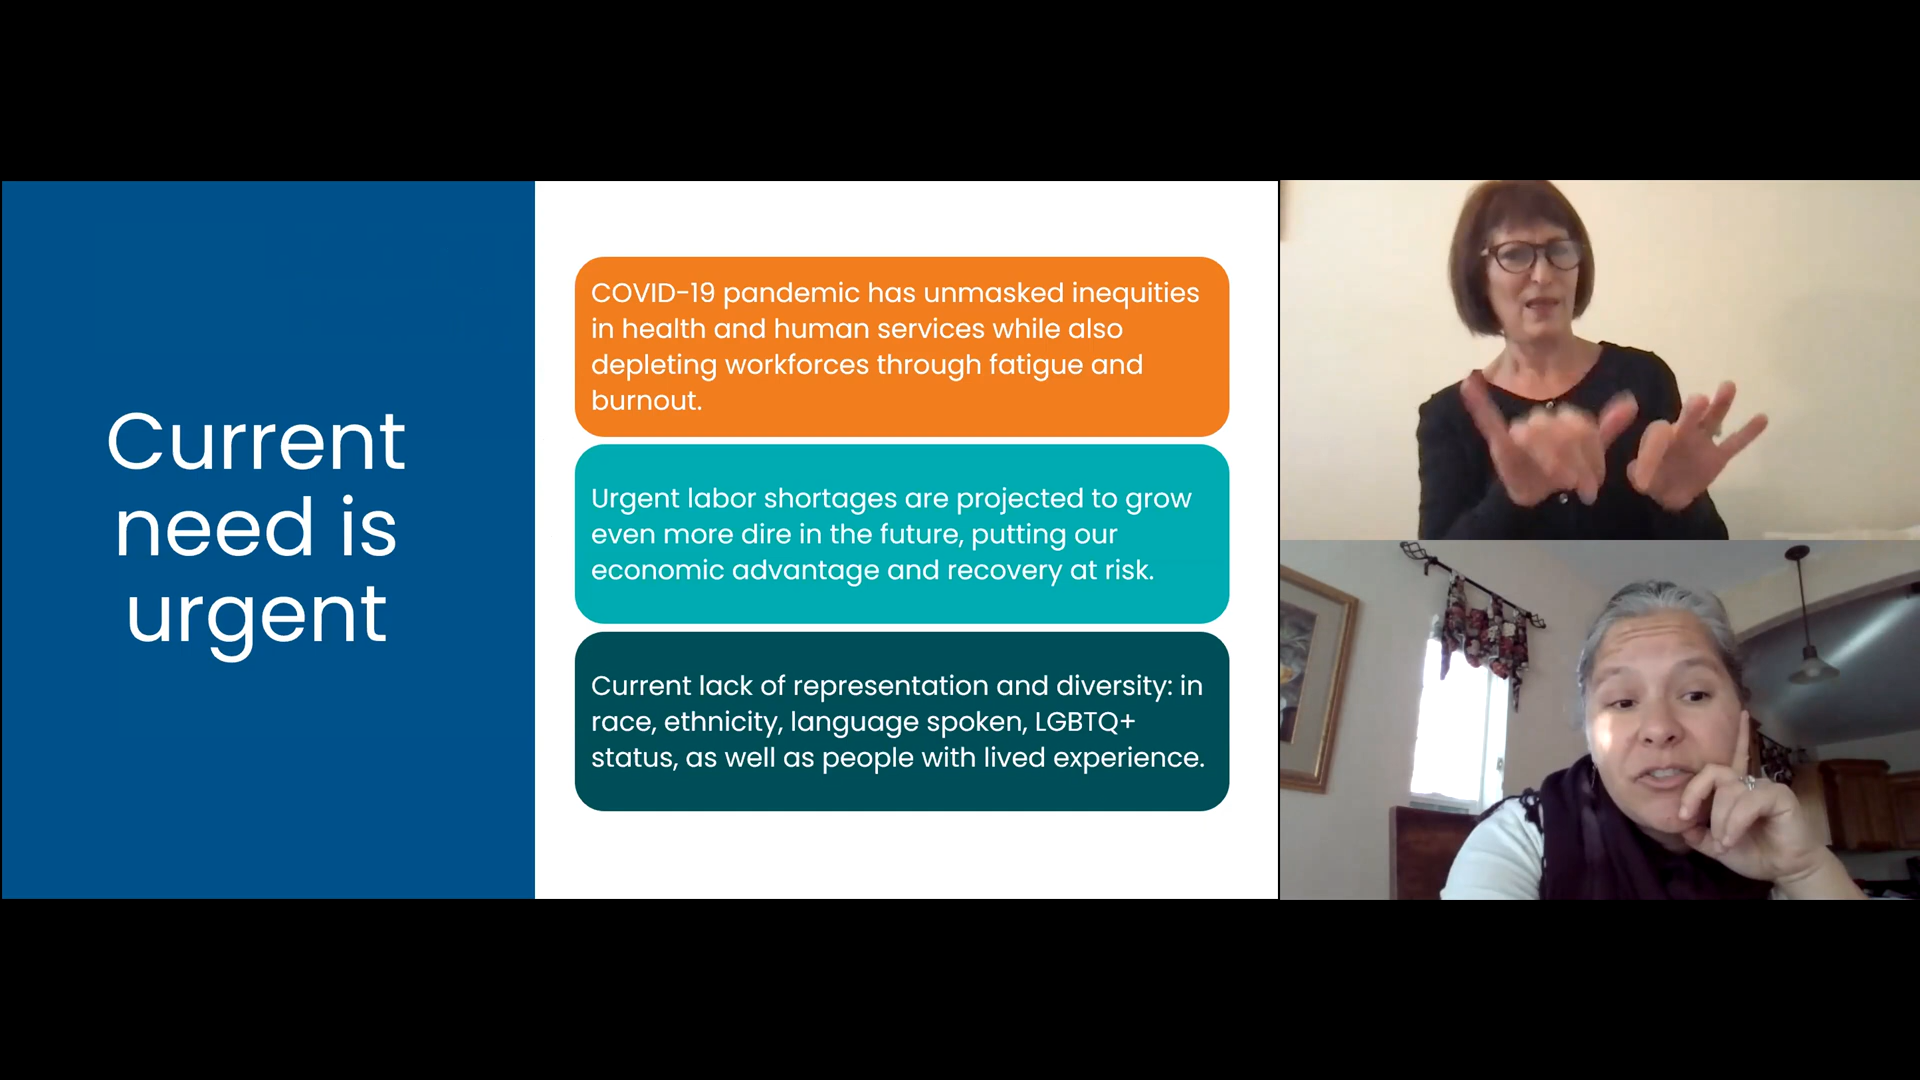 Current
need is
urgent
COVID-19 pandemic has unmasked inequities
in health and human services while also
depleting workforces through fatigue and
burnout.
Urgent labor shortages are projected to grow
even more dire in the future, putting our
economic advantage and recovery at risk.
Current lack of representation and diversity: in
race, ethnicity, language spoken, LGBTQ+
status, as well as people with lived experience.